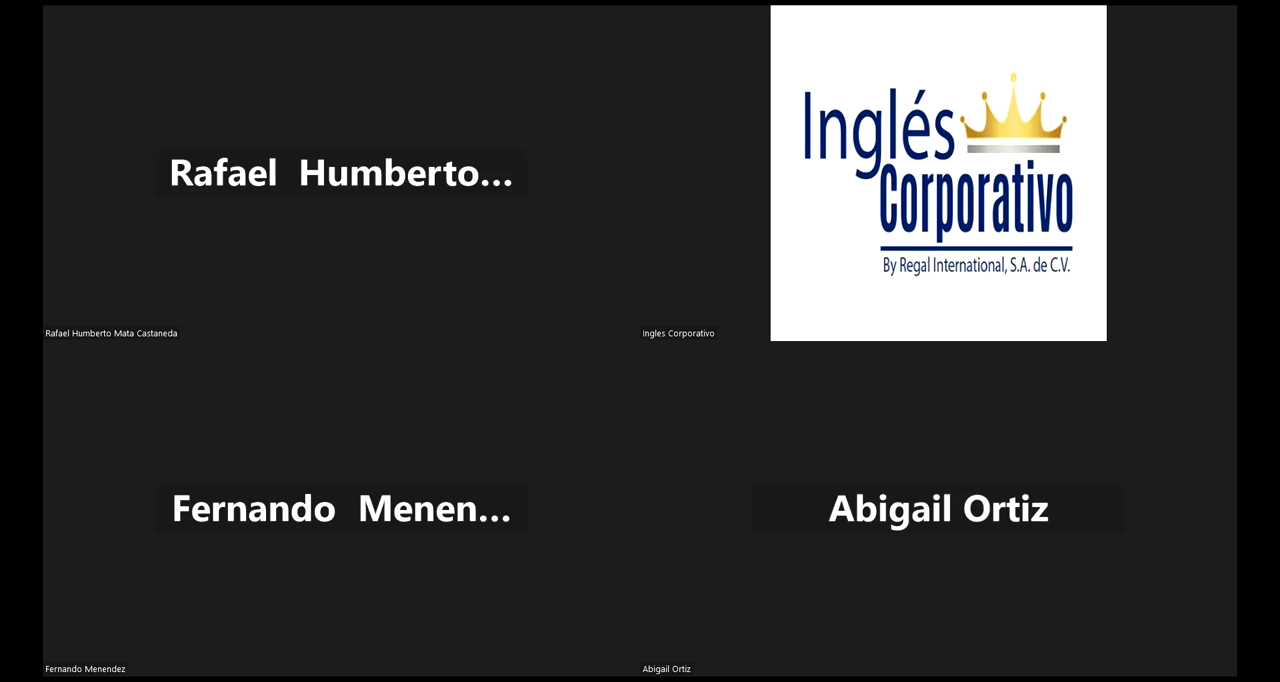 Rafael Humberto...
Rafael Humberto Mata Castaneda
Inglés
Corporativo
By Regal International, S.A. de C.V.
Ingles Corporativo
Fernando Menen...
Fernando Menendez
Abigail Ortiz
Abigail Ortiz